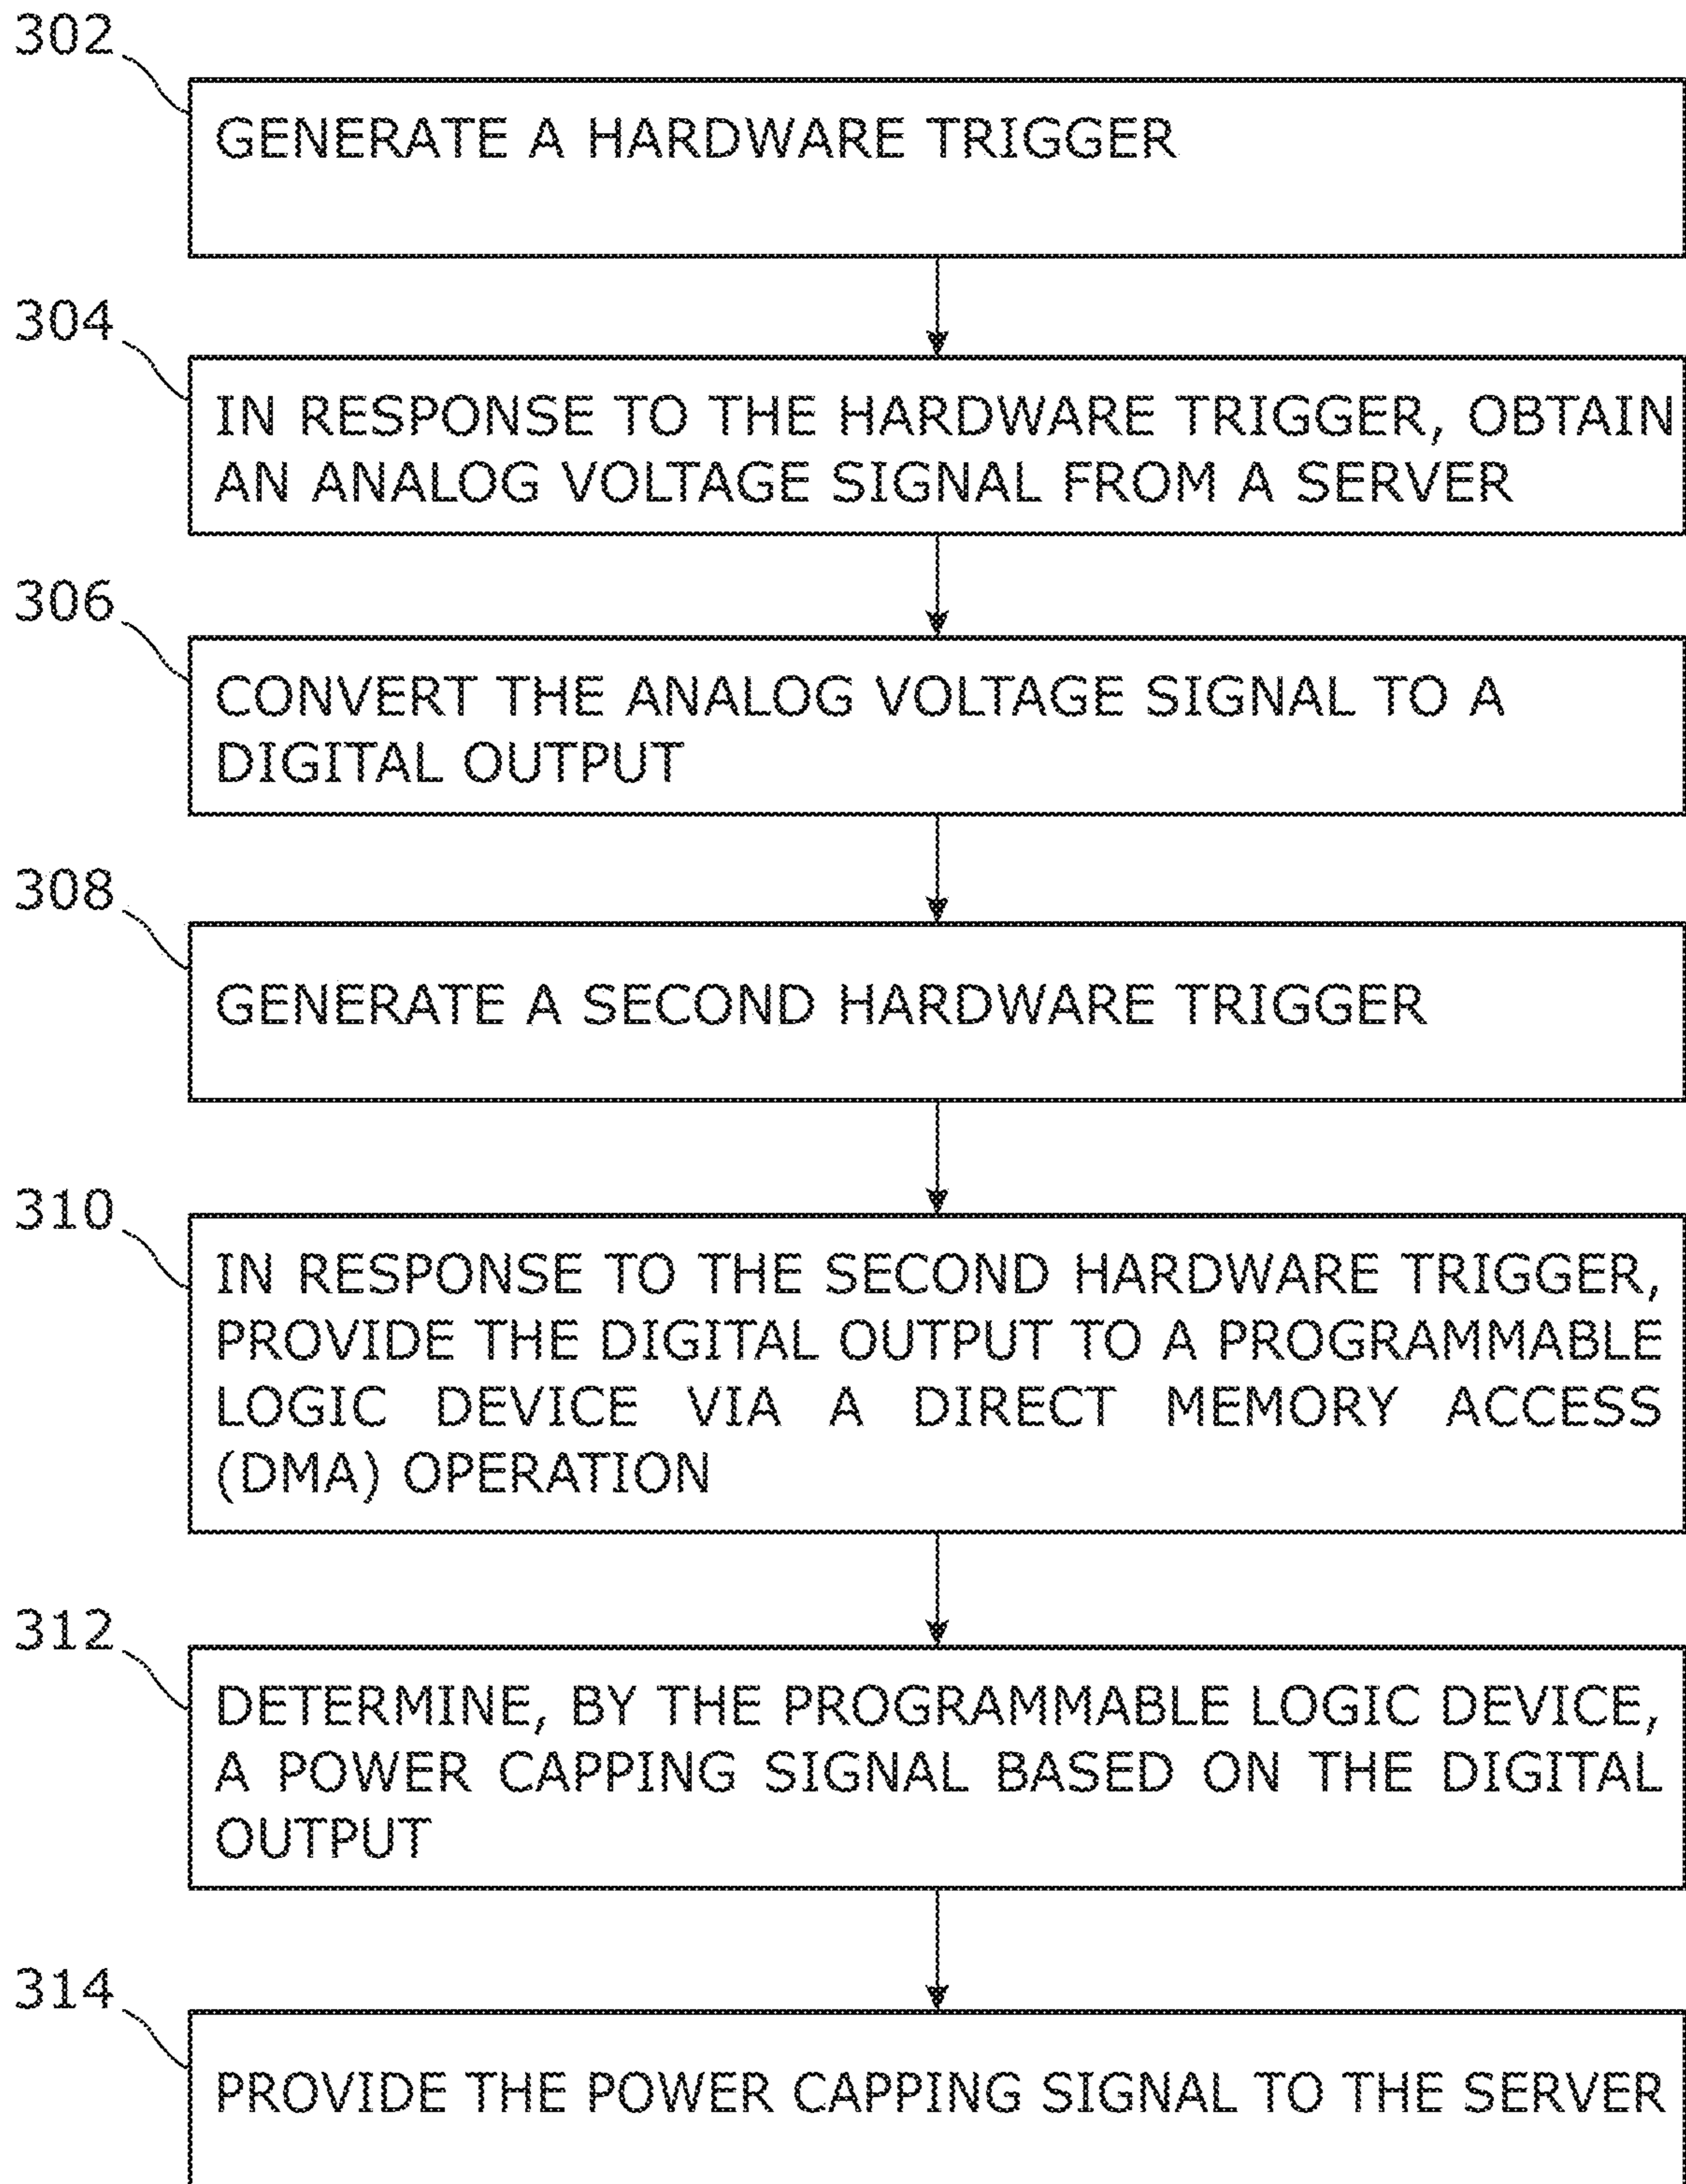 302
GENERATE A HARDWARE TRIGGER
304
IN RESPONSE TO THE HARDWARE TRIGGER, OBTAIN
AN ANALOG VOLTAGE SIGNAL FROM A SERVER
306
CONVERT THE ANALOG VOLTAGE SIGNAL TO A
DIGITAL OUTPUT
308
GENERATE A SECOND HARDWARE TRIGGER
310
IN RESPONSE TO THE SECOND HARDWARE TRIGGER,
PROVIDE THE DIGITAL OUTPUT TO A PROGRAMMABLE
LOGIC DEVICE VIA A DIRECT MEMORY ACCESS
(DMA) OPERATION
312
DETERMINE, BY THE PROGRAMMABLE LOGIC DEVICE,
A POWER CAPPING SIGNAL BASED ON THE DIGITAL
OUTPUT
314
PROVIDE THE POWER CAPPING SIGNAL TO THE SERVER